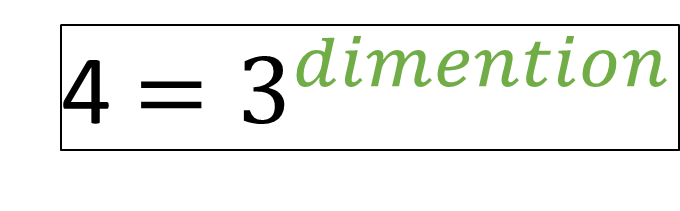 4 = 3^dimention